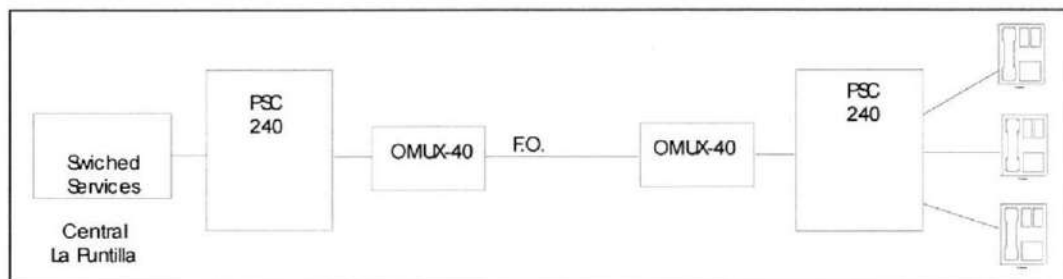 PSC
240
Swiched
Services
Central
La Puntilla
OMUX-40
F.O.
OMUX-40
PSC
240